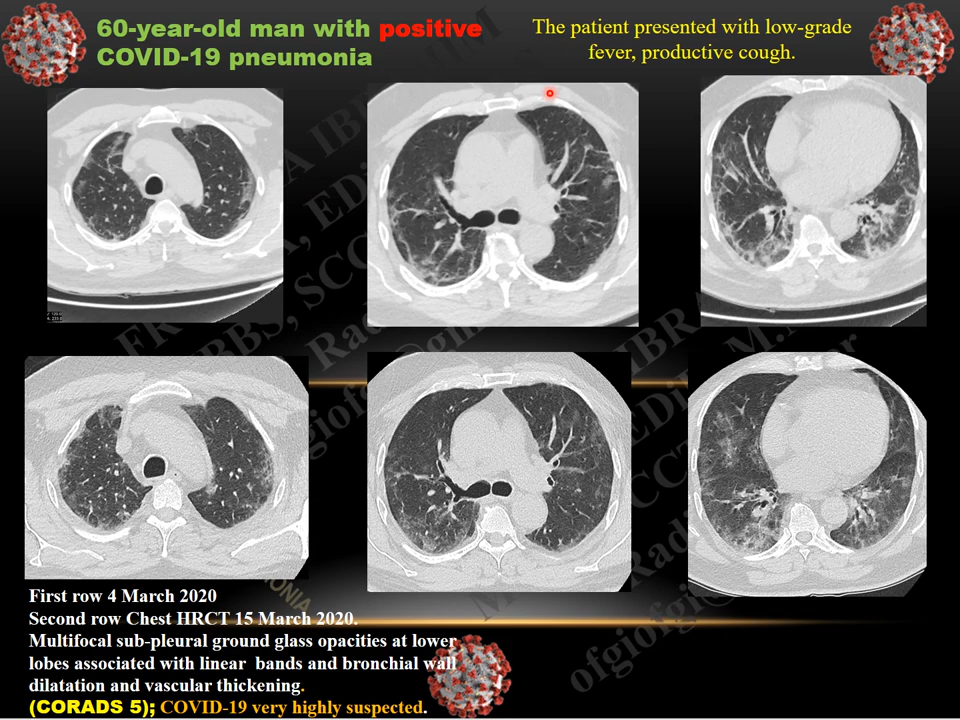 60-year-old man with positive
COVID-19 pneumonia
The patient presented with low-grade
fever, productive cough.
First row 4 March 2020
Second row Chest HRCT 15 March 2020.
Multifocal sub-pleural ground glass opacities at lower
lobes associated with linear bands and bronchial wall
dilatation and vascular thickening.
(CORADS 5); COVID-19 very highly suspected.